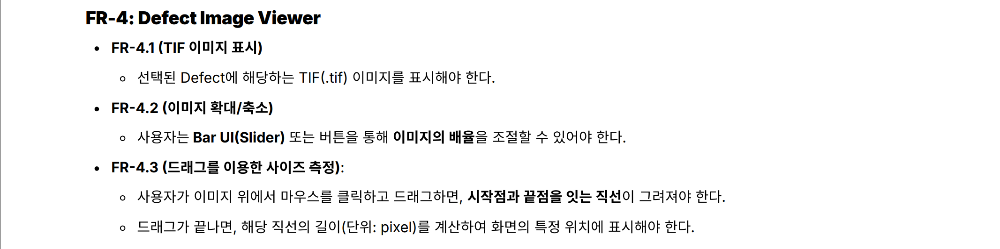 FR-4: Defect Image Viewer
• FR-4.1 (TIF 이미지 표시)
◦ 선택된 Defect에 해당하는 TIF(.tif) 이미지를 표시해야 한다.
• FR-4.2 (이미지 확대/축소)
◦ 사용자는 Bar UI(Slider) 또는 버튼을 통해 이미지의 배율을 조절할 수 있어야 한다.
• FR-4.3 (드래그를 이용한 사이즈 측정):
◦ 사용자가 이미지 위에서 마우스를 클릭하고 드래그하면, 시작점과 끝점을 잇는 직선이 그려져야 한다.
◦ 드래그가 끝나면, 해당 직선의 길이(단위: pixel)를 계산하여 화면의 특정 위치에 표시해야 한다.